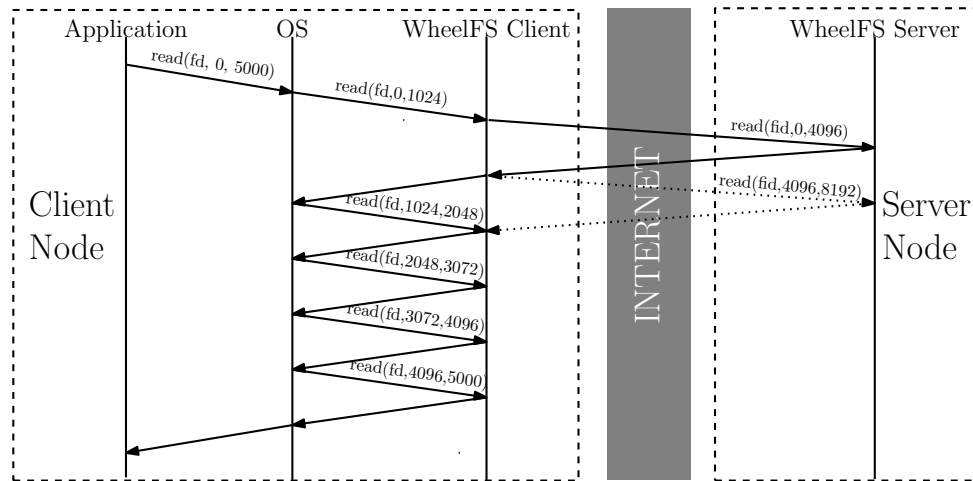 Application
OS
WheelFS Client
WheelFS Server
read(fd, 0, 5000)
read(fd,0,1024)
read(fid,0,4096)
read(fid,4096,8192)
read(fd,1024,2048)
read(fd,2048,3072)
read(fd,3072,4096)
read(fd,4096,5000)
Client
Node
INTERNET
Server
Node